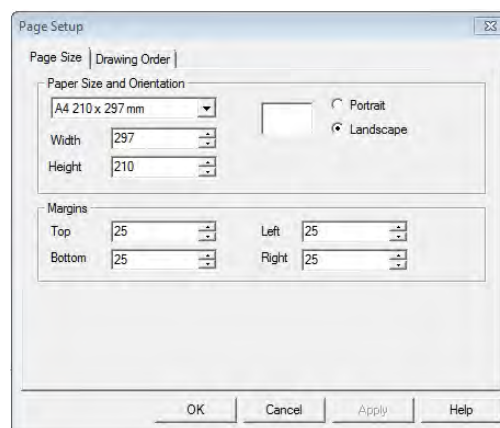 Page Setup
Page Size Drawing Order
Paper Size and Orientation
A4 210 x 297 mm
Portrait
Landscape
Width 297
Height 210
Margins
Top 25 Left 25
Bottom 25 Right 25
OK Cancel Apply Help